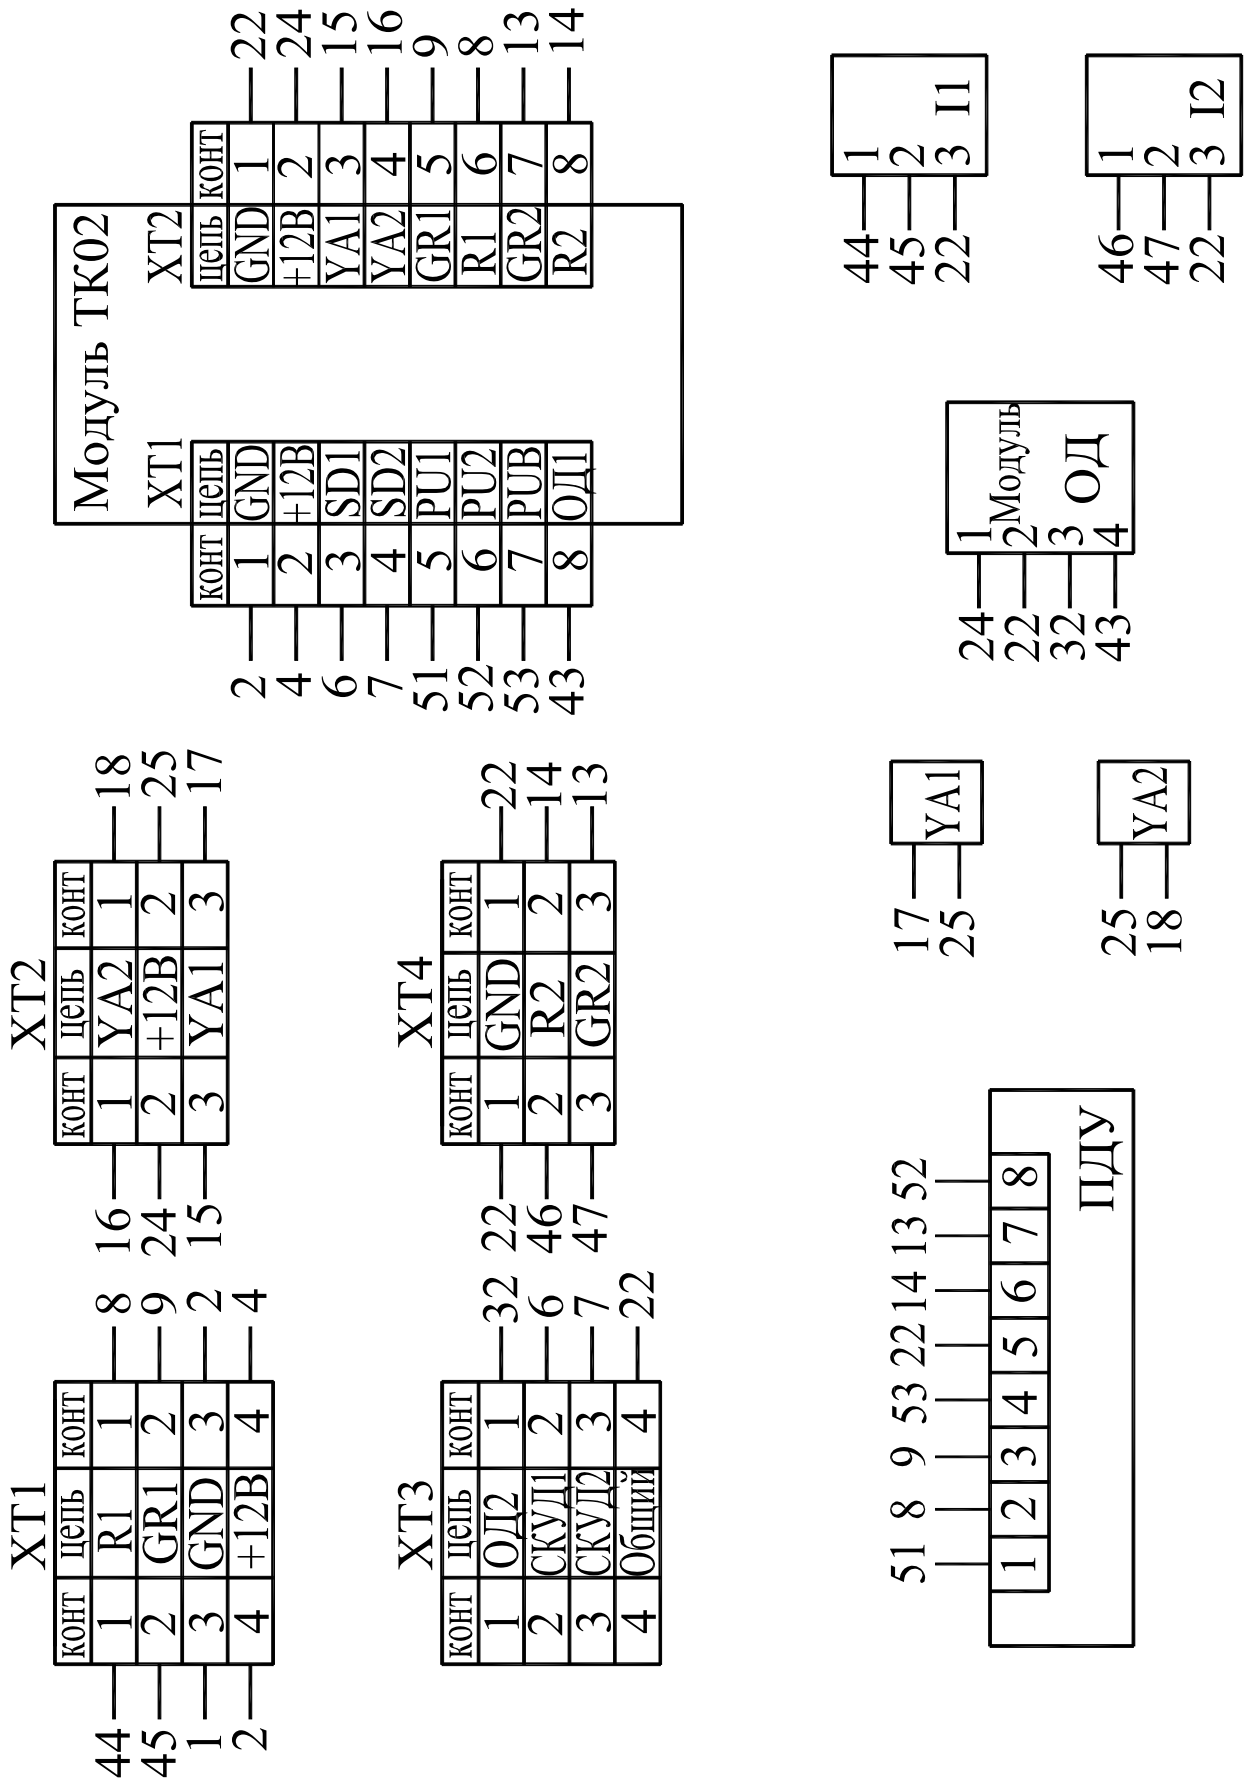 XT1
конт цепь конт
44 1 R1 1 8
45 2 GR1 2 9
1 3 GND 3 2
2 4 +12В 4 4
XT2
конт цепь конт
16 1 YA2 1 18
24 2 +12В 2 25
15 3 YA1 3 17
Модуль ТК02
XT1 XT2
конт цепь цепь конт
2 1 GND GND 1 22
4 2 +12В +12В 2 24
6 3 SD1 YA1 3 15
7 4 SD2 YA2 4 16
51 5 PU1 GR1 5 9
52 6 PU2 R1 6 8
53 7 PUB GR2 7 13
43 8 ОД1 R2 8 14
XT3
конт цепь конт
1 ОД2 1 32
2 СКУД1 2 6
3 СКУД2 3 7
4 Общий 4 22
XT4
конт цепь конт
22 1 GND 1 22
46 2 R2 2 14
47 3 GR2 3 13
51 8 9 53 22 14 13 52
1 2 3 4 5 6 7 8
ПДУ
17
25 YA1
25
YA2
18
24 1
Модуль
22 2
32 3
ОД
43 4
44 1
45 2
22 3 I1
46 1
47 2
22 3 I2